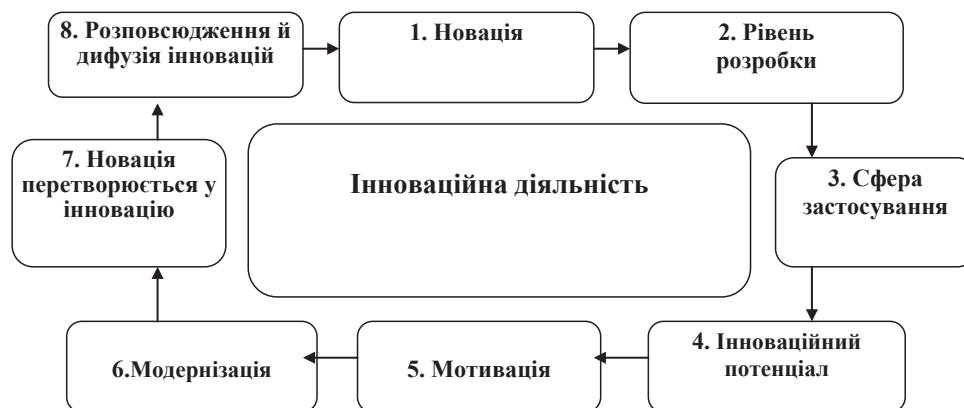 8. Розповсюдження й
дифузія інновацій
1. Новація
2. Рівень
розробки
3. Сфера
застосування
4. Інноваційний
потенціал
5. Мотивація
6.Модернізація
7. Новація
перетворюється у
інновацію
Інноваційна діяльність